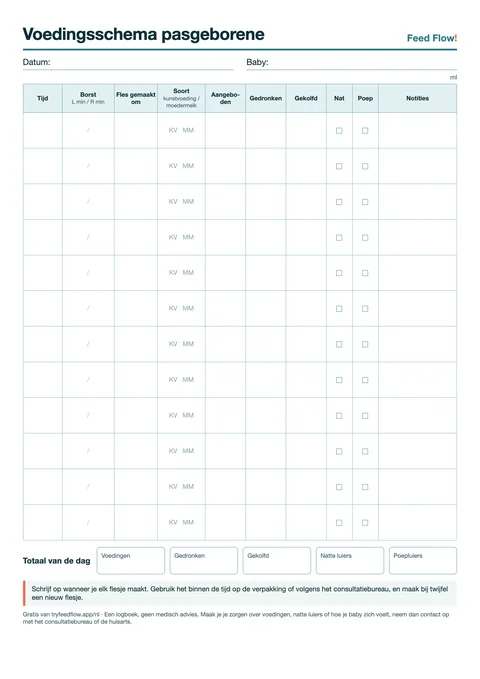 Voedingsschema pasgeborene
Feed Flow!
Datum:
Baby:
ml
Tijd
Borst
L min / R min
Fles gemaakt
om
Soort
kunstvoeding /
moedermelk
Aangebo-
den
Gedronken
Gekolfd
Nat
Poep
Notities
/ KV MM
/ KV MM
/ KV MM
/ KV MM
/ KV MM
/ KV MM
/ KV MM
/ KV MM
/ KV MM
/ KV MM
/ KV MM
/ KV MM
Totaal van de dag
Voedingen
Gedronken
Gekolfd
Natte luiers
Poepluiers
Schrijf op wanneer je elk flesje maakt. Gebruik het binnen de tijd op de verpakking of volgens het consultatiebureau, en maak bij twijfel
een nieuw flesje.
Gratis van tryfeedflow.app/nl · Een logboek, geen medisch advies. Maak je je zorgen over voedingen, natte luiers of hoe je baby zich voelt, neem dan contact op
met het consultatiebureau of de huisarts.